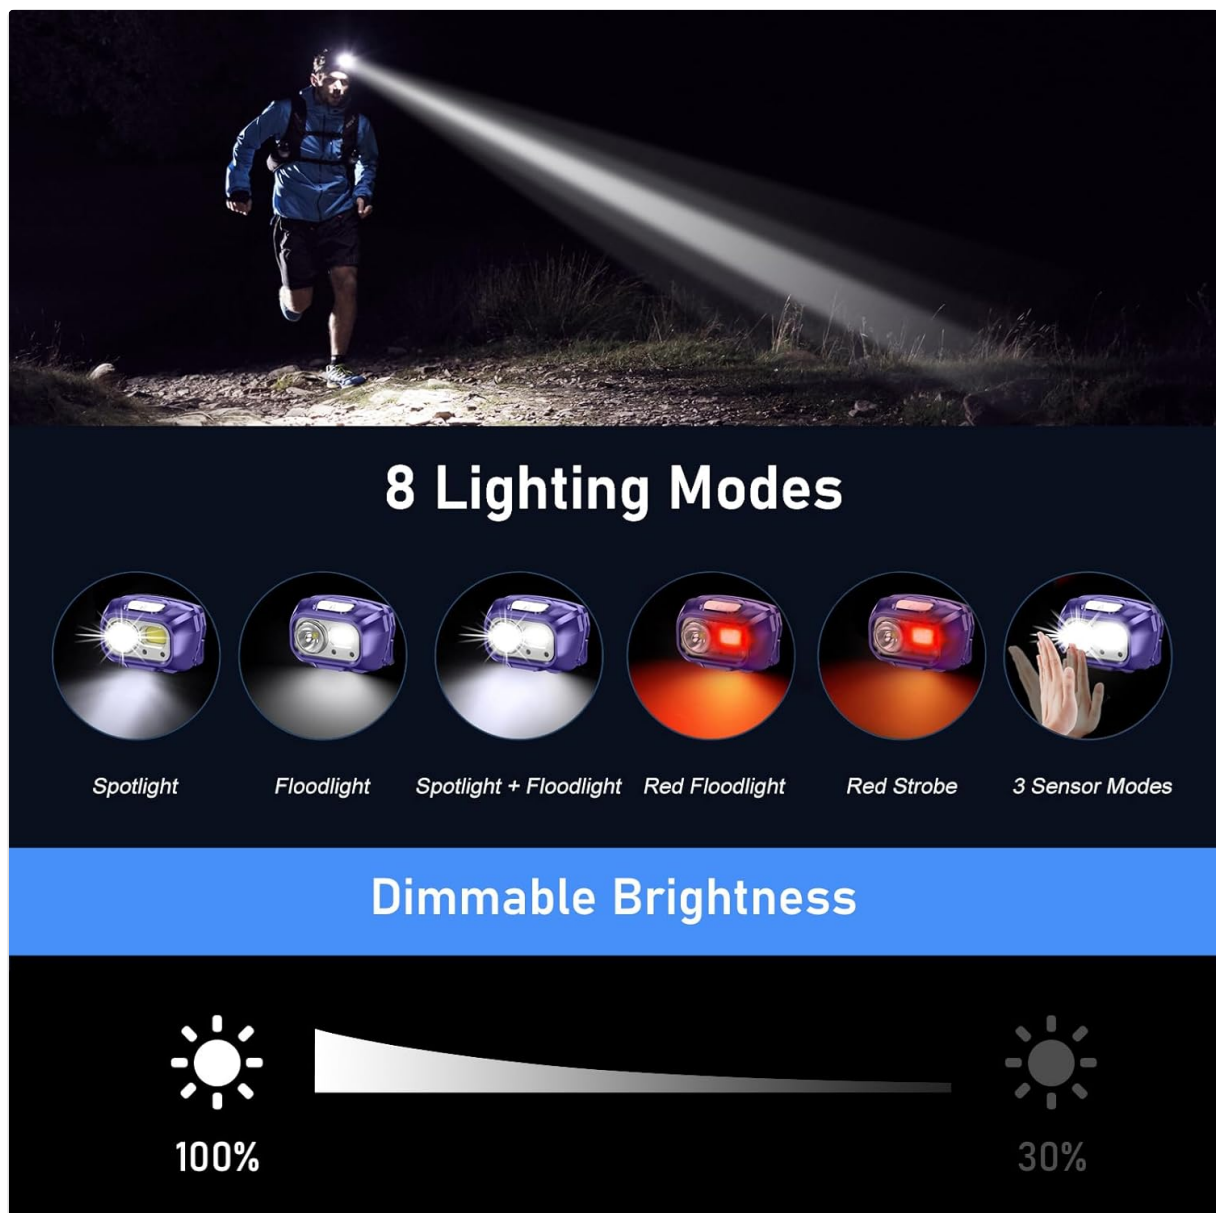 8 Lighting Modes
Spotlight
Floodlight
Spotlight + Floodlight
Red Floodlight
Red Strobe
3 Sensor Modes
Dimmable Brightness
100%
30%